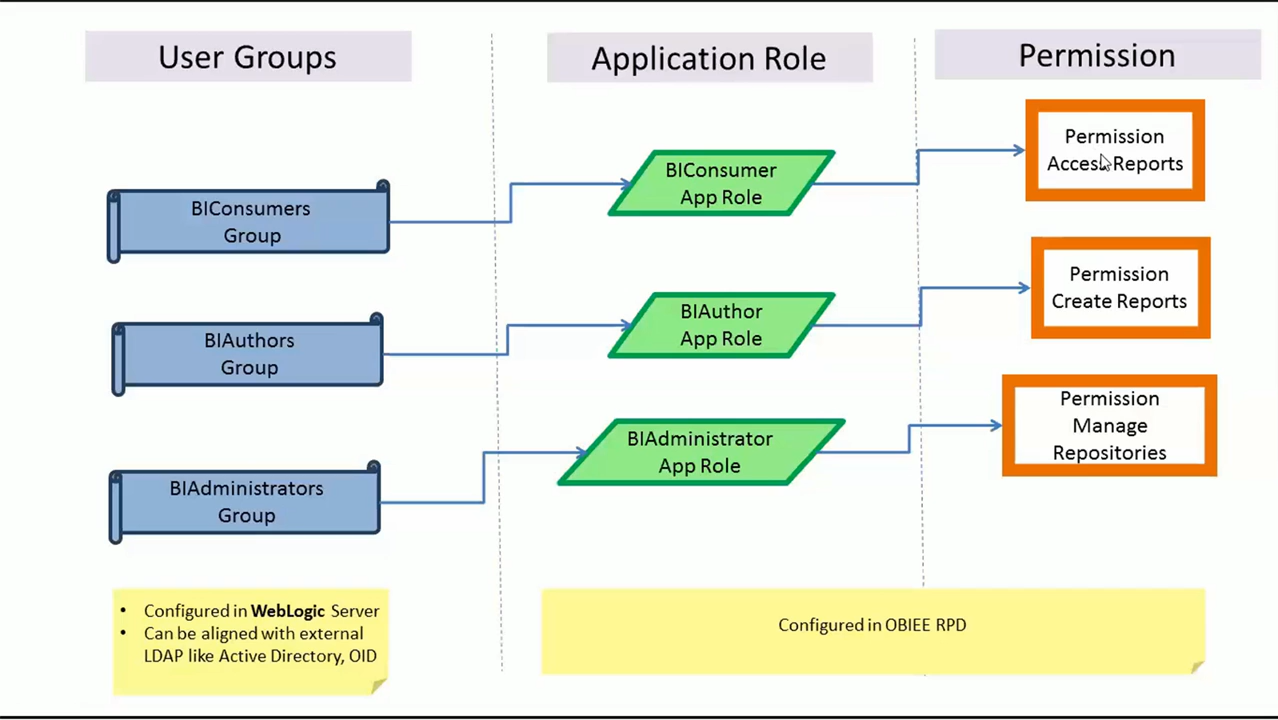 User Groups
Application Role
Permission
BIConsumers
Group
BIConsumer
App Role
Permission
Access Reports
BIAuthors
Group
BIAuthor
App Role
Permission
Create Reports
BIAdministrators
Group
BIAdministrator
App Role
Permission
Manage
Repositories
• Configured in WebLogic Server
• Can be aligned with external
LDAP like Active Directory, OID
Configured in OBIEE RPD